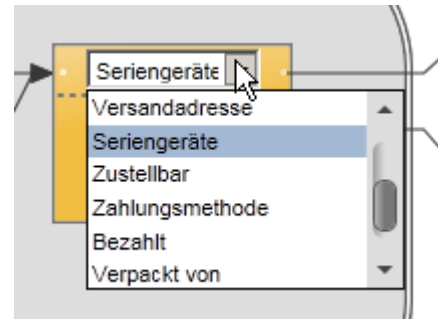 Seriengeräte
Versandadresse
Seriengeräte
Zustellbar
Zahlungsmethode
Bezahlt
Verpackt von